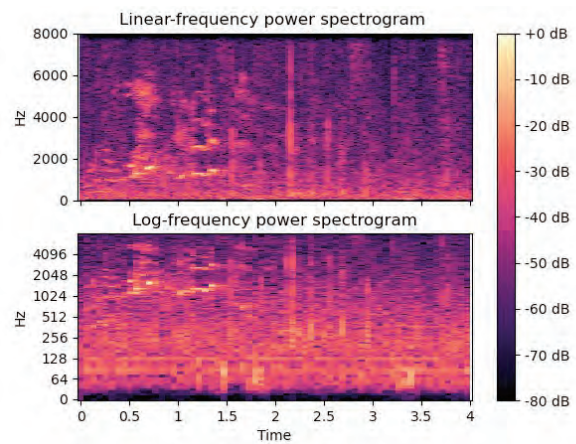 Linear-frequency power spectrogram
8000
6000
4000
2000
0
Hz
Log-frequency power spectrogram
4096
2048
1024
512
256
128
64
0
Hz
0
0.5
1
1.5
2
2.5
3
3.5
4
Time
+0 dB
-10 dB
-20 dB
-30 dB
-40 dB
-50 dB
-60 dB
-70 dB
-80 dB